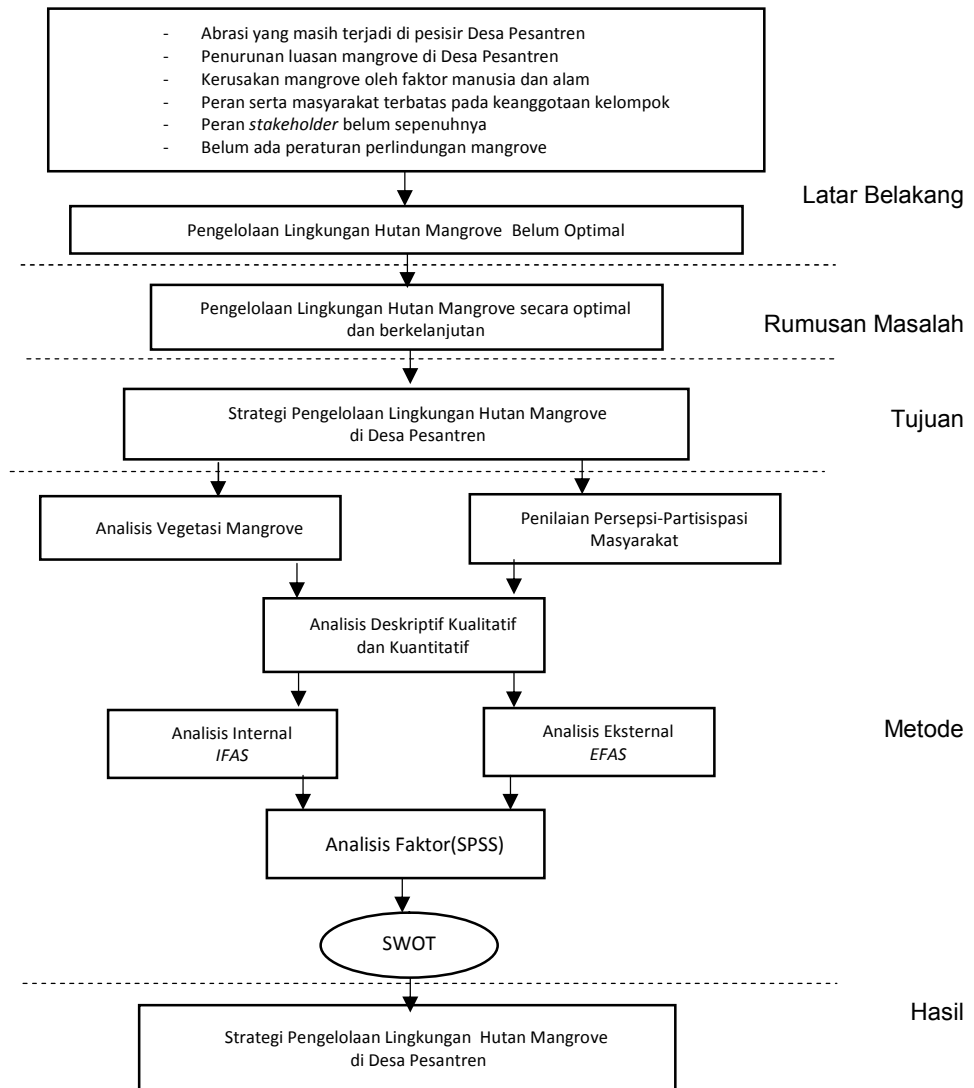 - Abrasi yang masih terjadi di pesisir Desa Pesantren
- Penurunan luasan mangrove di Desa Pesantren
- Kerusakan mangrove oleh faktor manusia dan alam
- Peran serta masyarakat terbatas pada keanggotaan kelompok
- Peran stakeholder belum sepenuhnya
- Belum ada peraturan perlindungan mangrove
Latar Belakang
Pengelolaan Lingkungan Hutan Mangrove Belum Optimal
Pengelolaan Lingkungan Hutan Mangrove secara optimal
dan berkelanjutan
Rumusan Masalah
Strategi Pengelolaan Lingkungan Hutan Mangrove
di Desa Pesantren
Tujuan
Analisis Vegetasi Mangrove
Penilaian Persepsi-Partisispasi
Masyarakat
Analisis Deskriptif Kualitatif
dan Kuantitatif
Analisis Internal
IFAS
Analisis Eksternal
EFAS
Metode
Analisis Faktor(SPSS)
SWOT
Hasil
Strategi Pengelolaan Lingkungan Hutan Mangrove
di Desa Pesantren